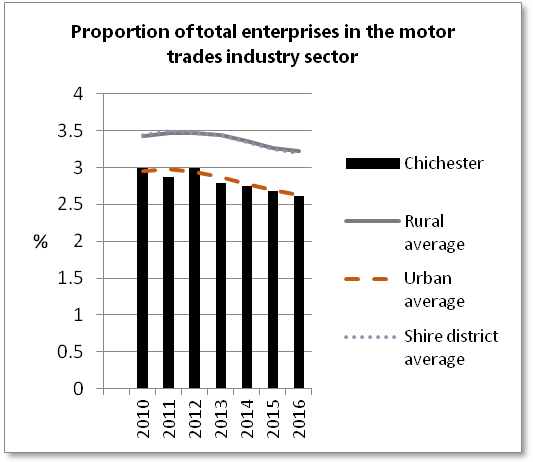 Proportion of total enterprises in the motor
trades industry sector
4
3.5
3
2.5
2
1.5
1
0.5
0
%
2010
2011
2012
2013
2014
2015
2016
Chichester
Rural
average
Urban
average
Shire district
average